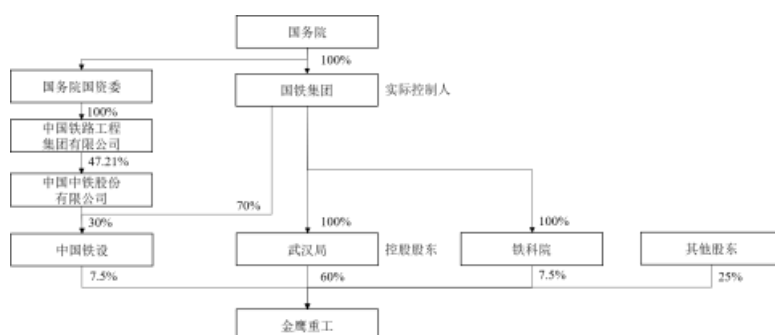 国务院
100%
国务院国资委
国铁集团
实际控制人
100%
中国铁路工程
集团有限公司
47.21%
中国中铁股份
有限公司
70%
30%
100%
100%
中国铁设
武汉局
控股股东
铁科院
其他股东
7.5%
60%
7.5%
25%
金鹰重工